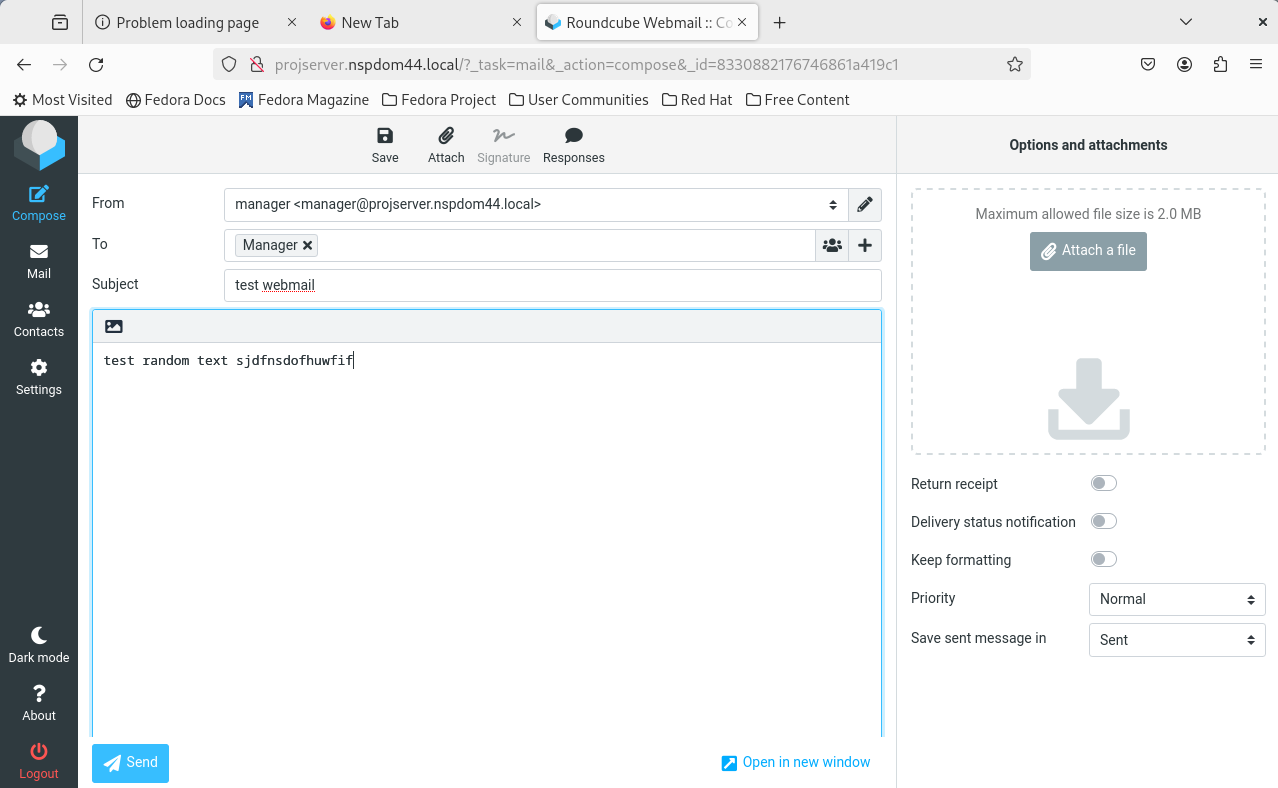 Problem loading page
New Tab
Roundcube Webmail :: Co
projserver.nspdom44.local/?_task=mail&_action=compose&_id=8330882176746861a419c1
Most Visited
Fedora Docs
Fedora Magazine
Fedora Project
User Communities
Red Hat
Free Content
Compose
Mail
Contacts
Settings
Dark mode
About
Logout
Save
Attach
Signature
Responses
From
manager <manager@projserver.nspdom44.local>
To
Manager
Subject
test webmail
test random text sjdfnsdofhuwfif
Send
Open in new window
Options and attachments
Maximum allowed file size is 2.0 MB
Attach a file
Return receipt
Delivery status notification
Keep formatting
Priority
Normal
Save sent message in
Sent